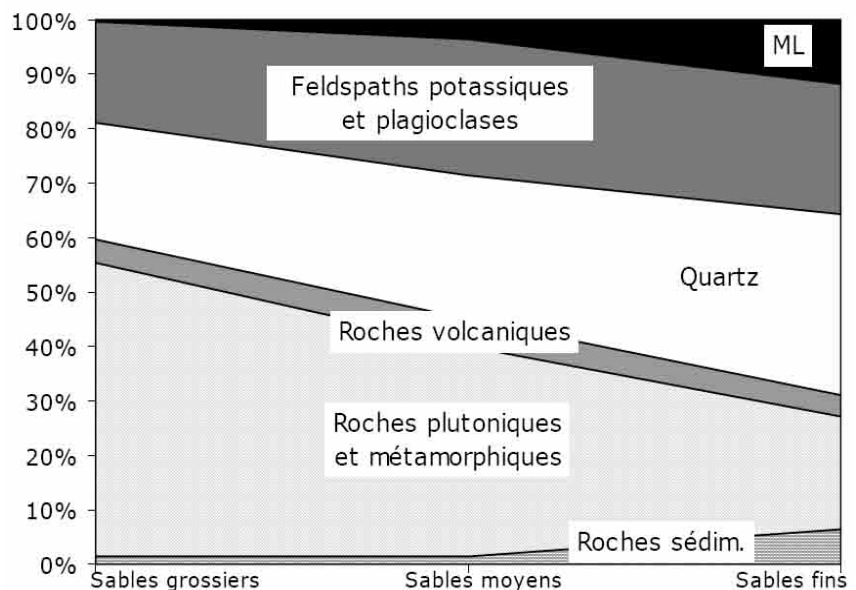 100%
90%
80%
70%
60%
50%
40%
30%
20%
10%
0%
ML
Feldspaths potassiques
et plagioclases
Quartz
Roches volcaniques
Roches plutoniques
et métamorphiques
Roches sédim.
Sables grossiers
Sables moyens
Sables fins